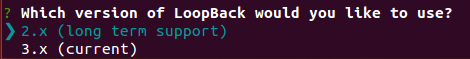 ? Which version of LoopBack would you like to use?
❯ 2.x (long term support)
3.x (current)